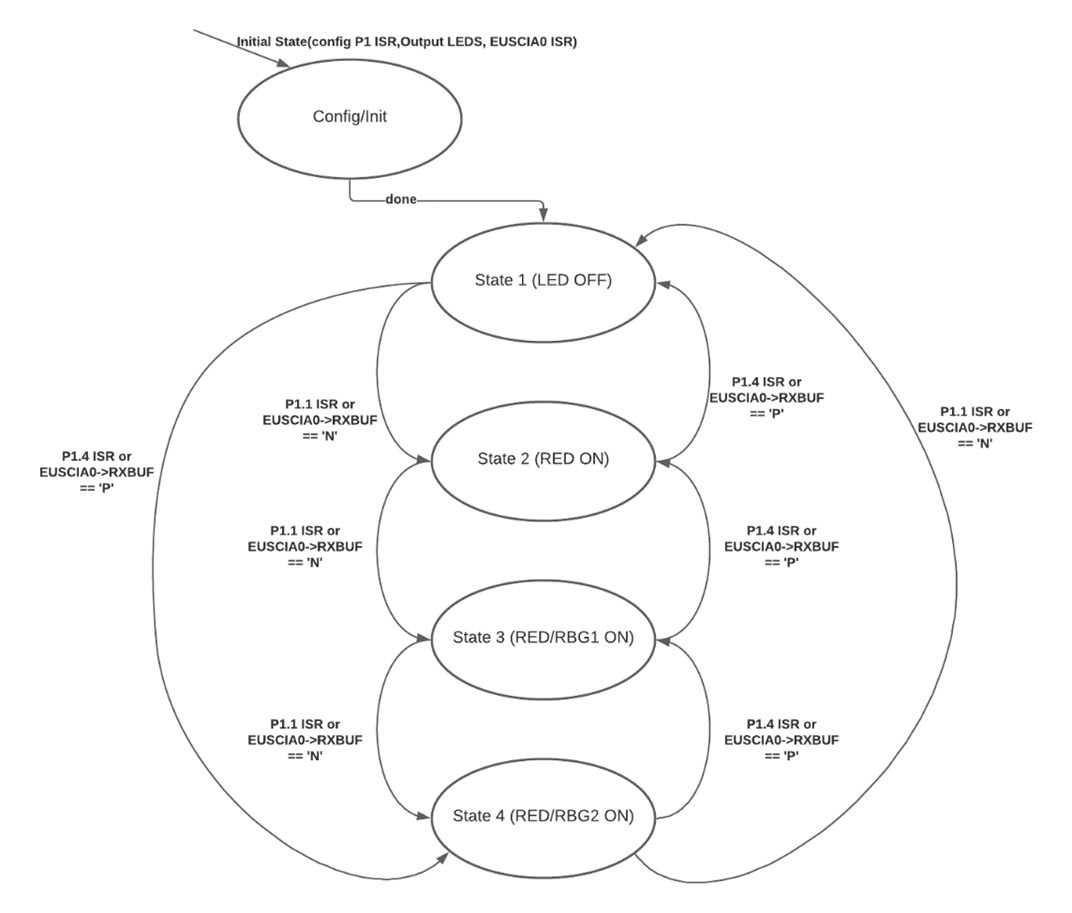 Initial State(config P1 ISR,Output LEDS, EUSCIA0 ISR)
Config/Init
done
State 1 (LED OFF)
P1.1 ISR or
EUSCIA0->RXBUF
== 'N'
P1.4 ISR or
EUSCIA0->RXBUF
== 'P'
P1.1 ISR or
EUSCIA0->RXBUF
== 'N'
P1.4 ISR or
EUSCIA0->RXBUF
== 'P'
State 2 (RED ON)
P1.1 ISR or
EUSCIA0->RXBUF
== 'N'
P1.4 ISR or
EUSCIA0->RXBUF
== 'P'
State 3 (RED/RBG1 ON)
P1.1 ISR or
EUSCIA0->RXBUF
== 'N'
P1.4 ISR or
EUSCIA0->RXBUF
== 'P'
State 4 (RED/RBG2 ON)